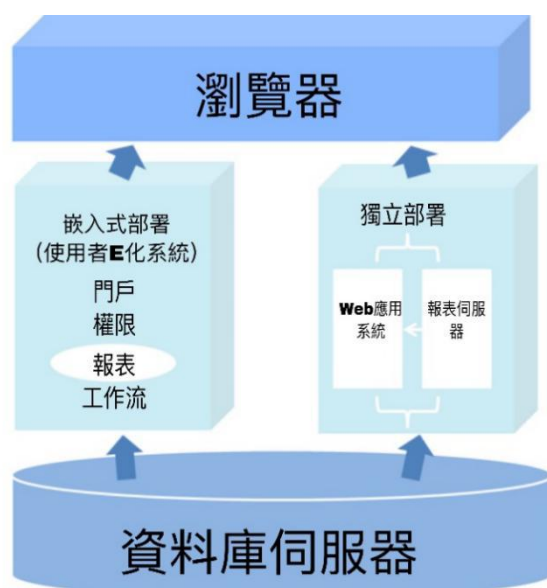 瀏覽器
嵌入式部署
(使用者E化系統)
門戶
權限
報表
工作流
獨立部署
Web應用
系統
報表伺服
器
資料庫伺服器